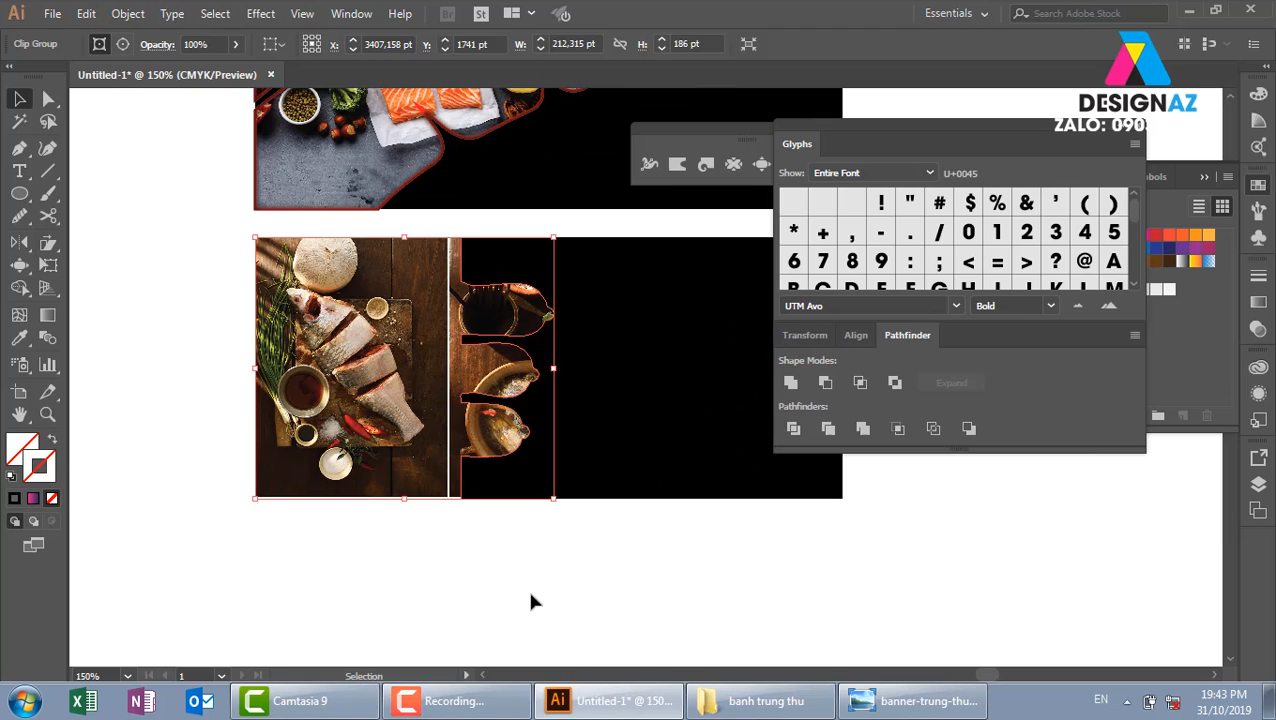 Ai File Edit Object Type Select Effect View Window Help Br St Essentials Search Adobe Stock
Clip Group Opacity: 100% X: 3407,158 pt Y: 1741 pt W: 212,315 pt H: 186 pt
Untitled-1* @ 150% (CMYK/Preview)
DESIGNAZ
ZALO: 090
Glyphs
Show: Entire Font U+0045
! " # $ % & ' ( )
* + , - . / 0 1 2 3 4 5
6 7 8 9 : ; < = > ? @ A
UTM Avo Bold
Transform Align Pathfinder
Shape Modes:
Expand
Pathfinders:
150% 1 Selection
Camtasia 9 Recording... Ai Untitled-1* @ 150... banh trung thu banner-trung-thu... EN 19:43 PM
31/10/2019